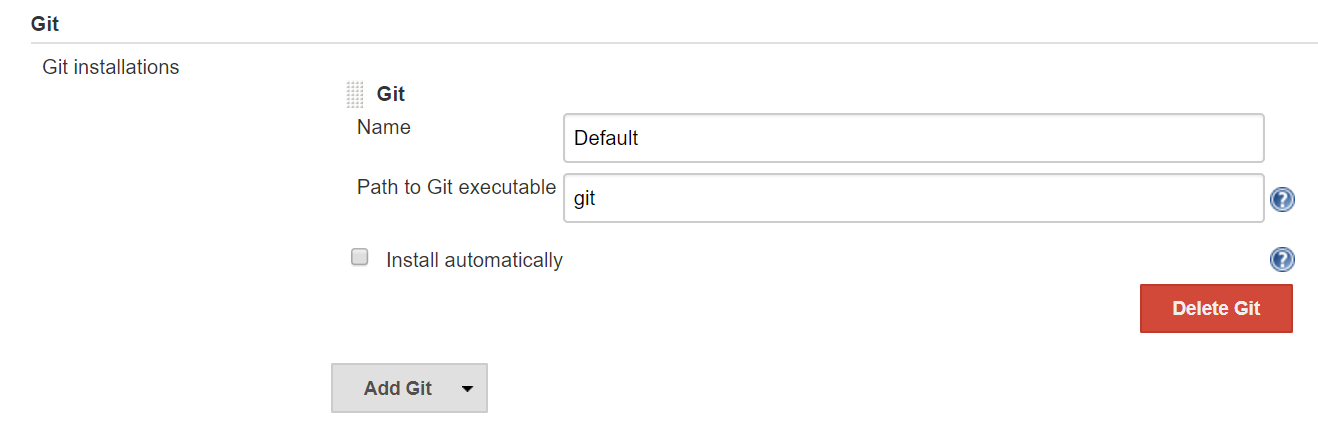 Git
Git installations
Git
Name
Default
Path to Git executable
git
?
Install automatically
?
Delete Git
Add Git